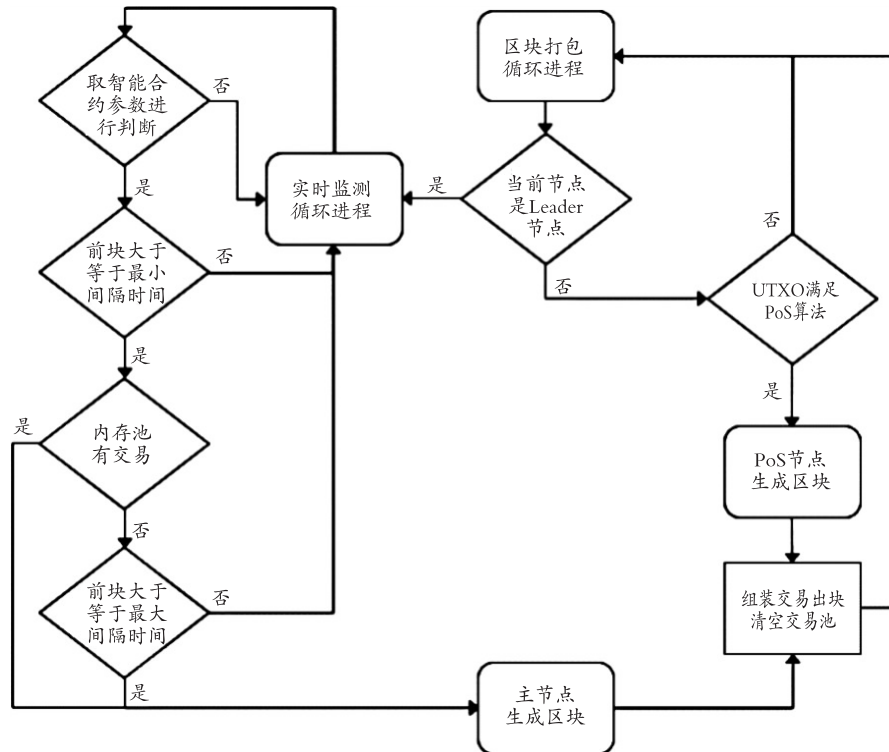 取智能合
约参数进
行判断
否
是
前块大于
等于最小
间隔时间
否
是
是
内存池
有交易
否
前块大于
等于最大
间隔时间
否
是
实时监测
循环进程
区块打包
循环进程
是
当前节点
是Leader
节点
否
否
UTXO满足
PoS算法
是
PoS节点
生成区块
组装交易出块
清空交易池
主节点
生成区块